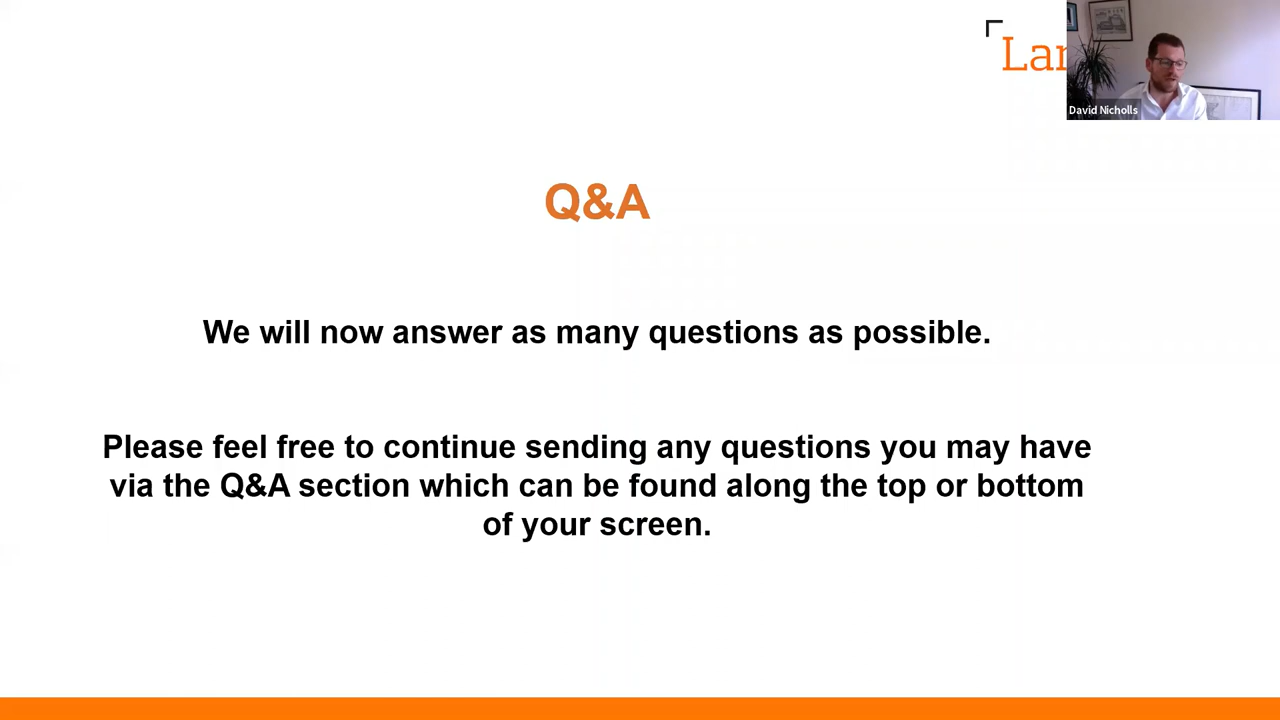 David Nicholls
Q&A
We will now answer as many questions as possible.
Please feel free to continue sending any questions you may have
via the Q&A section which can be found along the top or bottom
of your screen.